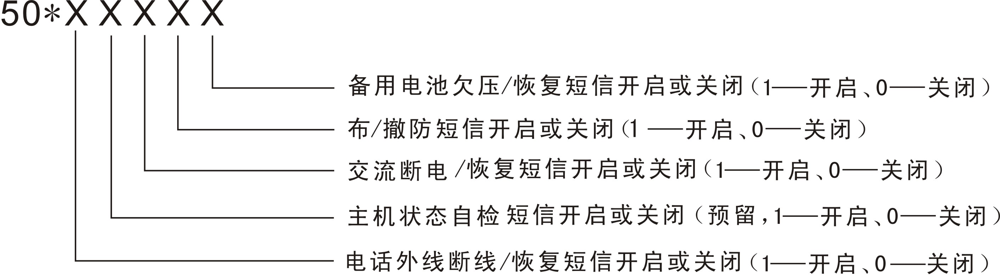 50*XXXXX
备用电池欠压/恢复短信开启或关闭（1——开启、0——关闭）
布/撤防短信开启或关闭（1——开启、0——关闭）
交流断电/恢复短信开启或关闭（1——开启、0——关闭）
主机状态自检短信开启或关闭（预留，1——开启、0——关闭）
电话外线断线/恢复短信开启或关闭（1——开启、0——关闭）